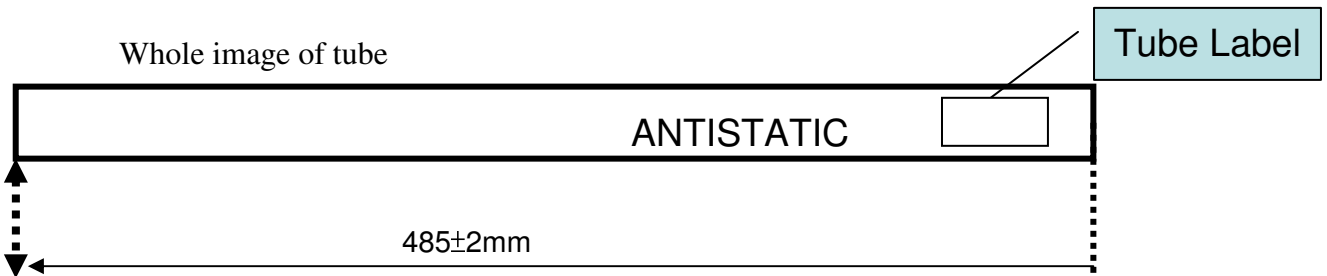 Tube Label
Whole image of tube
ANTISTATIC
485±2mm